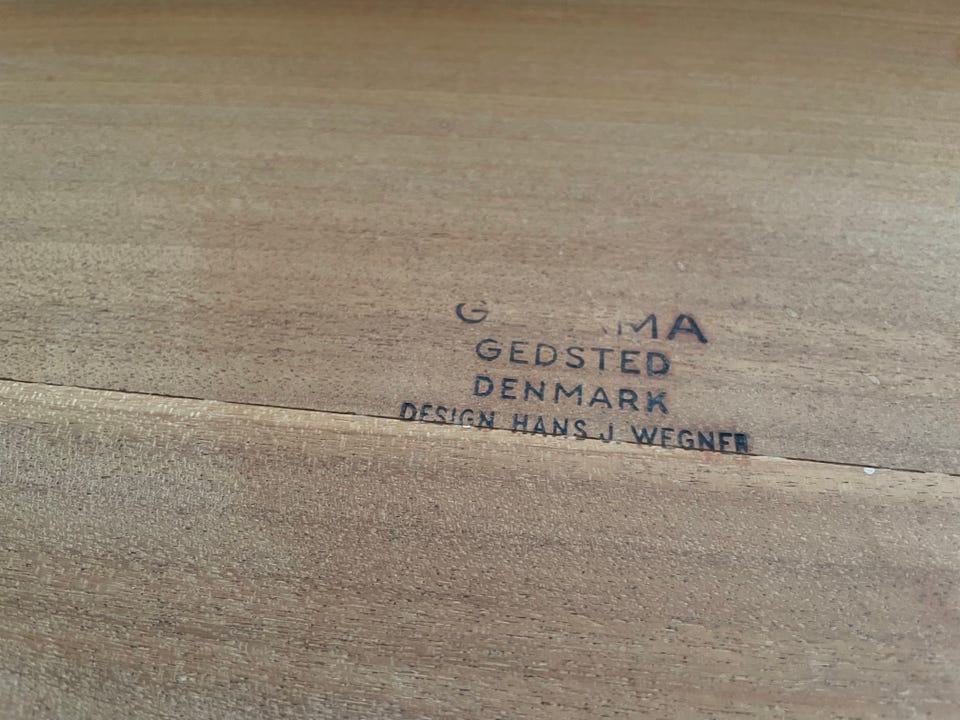 GEDSTED
DENMARK
DESIGN HANS J. WEGNER